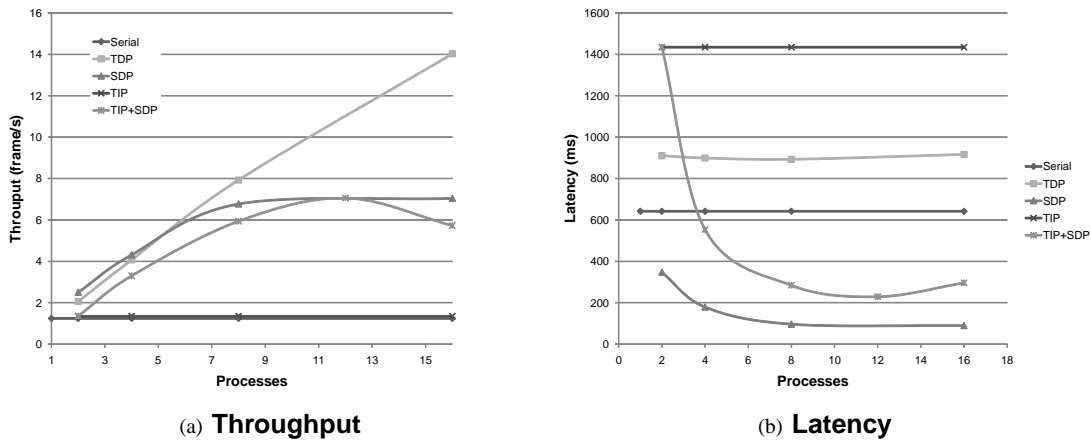 16
14
12
10
8
6
4
2
0
Throuput (frame/s)
Serial
TDP
SDP
TIP
TIP+SDP
1 3 5 7 9 11 13 15
Processes
(a) Throughput
1600
1400
1200
1000
800
600
400
200
0
Latency (ms)
0 2 4 6 8 10 12 14 16 18
Processes
Serial
TDP
SDP
TIP
TIP+SDP
(b) Latency